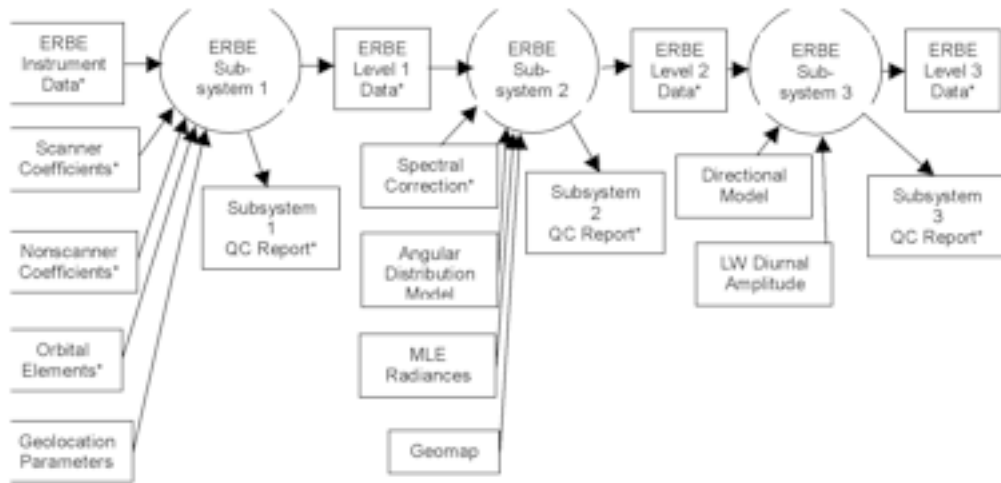 ERBE
Instrument
Data*
ERBE
Sub-
system 1
ERBE
Level 1
Data*
ERBE
Sub-
system 2
ERBE
Level 2
Data*
ERBE
Sub-
system 3
ERBE
Level 3
Data*
Scanner
Coefficients*
Nonscanner
Coefficients*
Orbital
Elements*
Geolocation
Parameters
Subsystem
1
QC Report*
Spectral
Correction*
Angular
Distribution
Model
MLE
Radiances
Geomap
Subsystem
2
QC Report*
Directional
Model
LW Diurnal
Amplitude
Subsystem
3
QC Report*